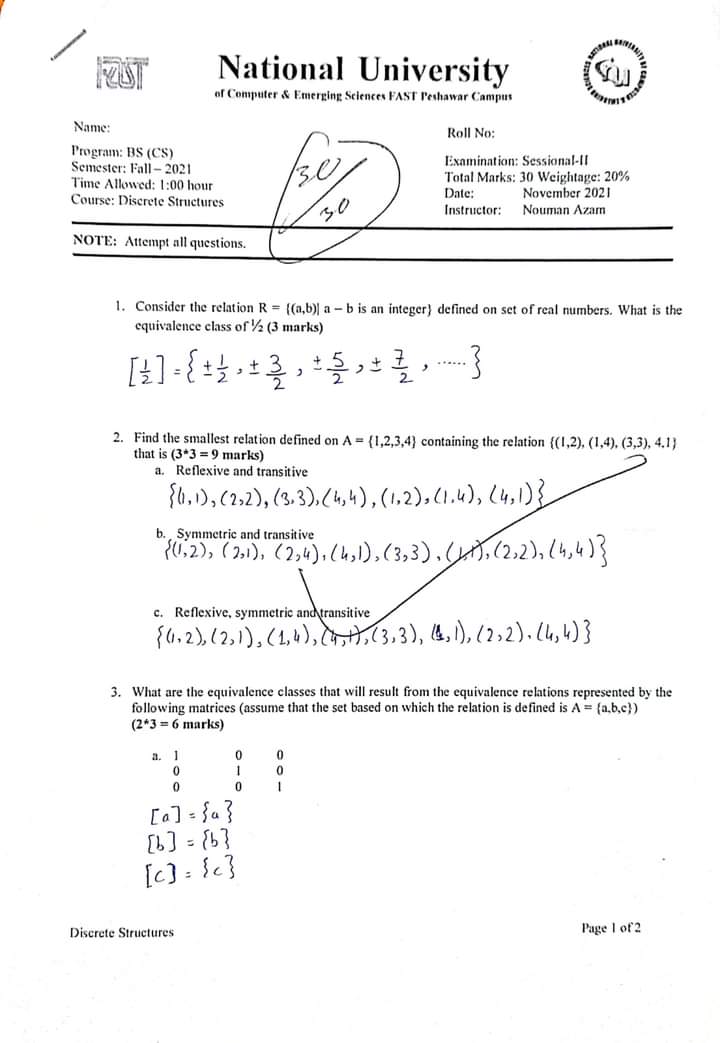 FAST
National University
of Computer & Emerging Sciences FAST Peshawar Campus
Name:
Roll No:
Program: BS (CS)
Semester: Fall – 2021
Time Allowed: 1:00 hour
Course: Discrete Structures
30/30
Examination: Sessional-II
Total Marks: 30 Weightage: 20%
Date: November 2021
Instructor: Nouman Azam
NOTE: Attempt all questions.
1. Consider the relation R = {(a,b)| a – b is an integer} defined on set of real numbers. What is the
equivalence class of ½ (3 marks)
[1/2] = {± 1/2, ± 3/2, ± 5/2, ± 7/2, ......}
2. Find the smallest relation defined on A = {1,2,3,4} containing the relation {(1,2), (1,4), (3,3), 4,1}
that is (3*3 = 9 marks)
a. Reflexive and transitive
{(1,1), (2,2), (3,3), (4,4), (1,2), (1,4), (4,1)}
b. Symmetric and transitive
{(1,2), (2,1), (2,4), (4,1), (3,3), (1,1), (2,2), (4,4)}
c. Reflexive, symmetric and transitive
{(1,2), (2,1), (1,4), (4,1), (3,3), (1,1), (2,2), (4,4)}
3. What are the equivalence classes that will result from the equivalence relations represented by the
following matrices (assume that the set based on which the relation is defined is A = {a,b,c})
(2*3 = 6 marks)
a. 1 0 0
0 1 0
0 0 1
[a] = {a}
[b] = {b}
[c] = {c}
Discrete Structures
Page 1 of 2